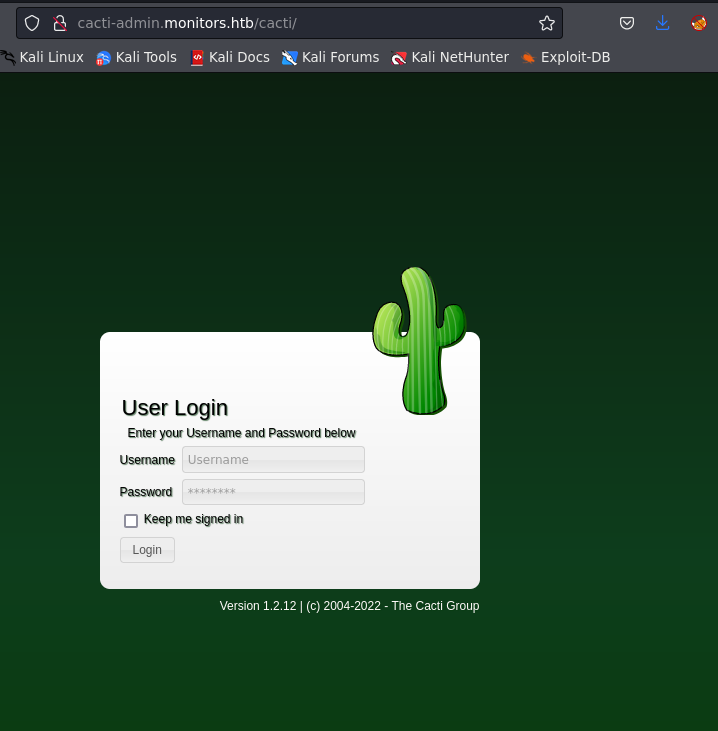 cacti-admin.monitors.htb/cacti/
Kali Linux Kali Tools Kali Docs Kali Forums Kali NetHunter Exploit-DB
User Login
Enter your Username and Password below
Username Username
Password ********
Keep me signed in
Login
Version 1.2.12 | (c) 2004-2022 - The Cacti Group